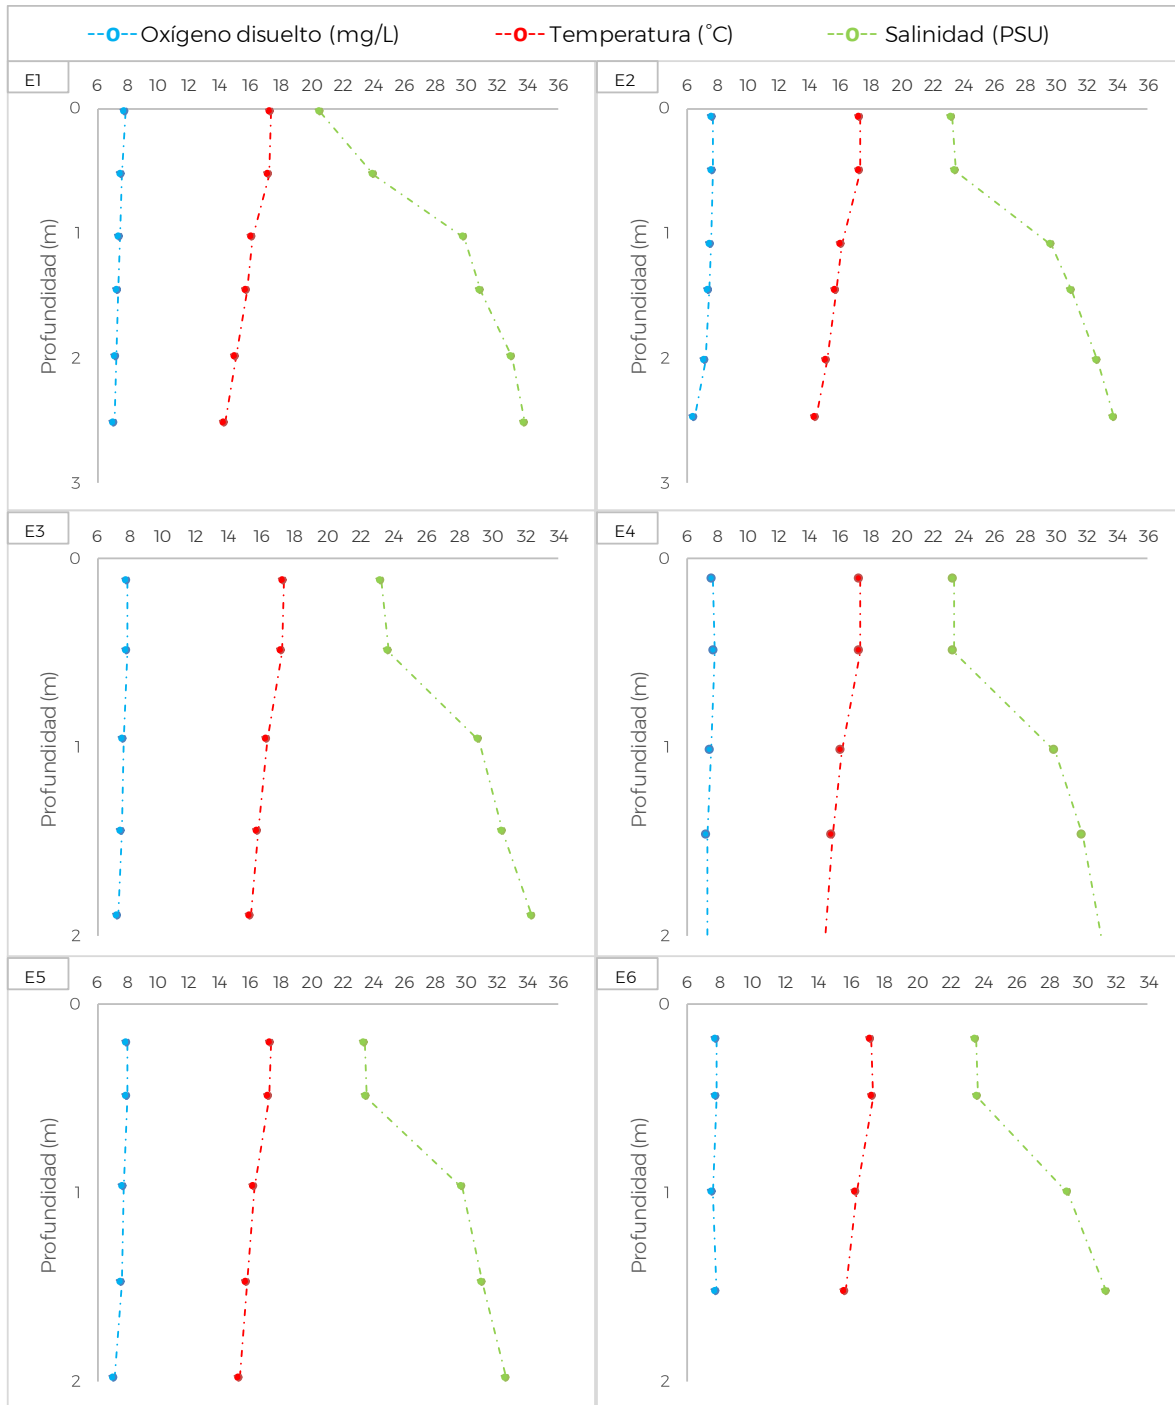 Oxígeno disuelto (mg/L) Temperatura (°C) Salinidad (PSU)
E1
6 8 10 12 14 16 18 20 22 24 26 28 30 32 34 36
0
1
2
3
Profundidad (m)
E2
6 8 10 12 14 16 18 20 22 24 26 28 30 32 34 36
0
1
2
3
Profundidad (m)
E3
6 8 10 12 14 16 18 20 22 24 26 28 30 32 34
0
1
2
Profundidad (m)
E4
6 8 10 12 14 16 18 20 22 24 26 28 30 32 34 36
0
1
2
Profundidad (m)
E5
6 8 10 12 14 16 18 20 22 24 26 28 30 32 34 36
0
1
2
Profundidad (m)
E6
6 8 10 12 14 16 18 20 22 24 26 28 30 32 34
0
1
2
Profundidad (m)